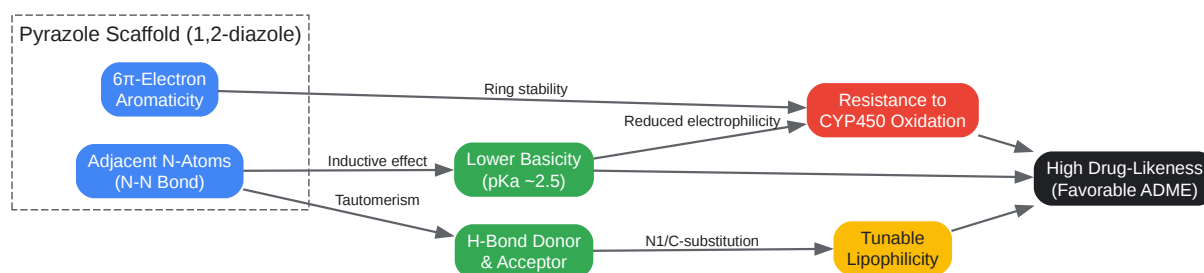 Pyrazole Scaffold (1,2-diazole)
6π-Electron
Aromaticity
Ring stability
Resistance to
CYP450 Oxidation
Reduced electrophilicity
Adjacent N-Atoms
(N-N Bond)
Inductive effect
Lower Basicity
(pKa ~2.5)
High Drug-Likeness
(Favorable ADME)
Tautomerism
H-Bond Donor
& Acceptor
N1/C-substitution
Tunable
Lipophilicity